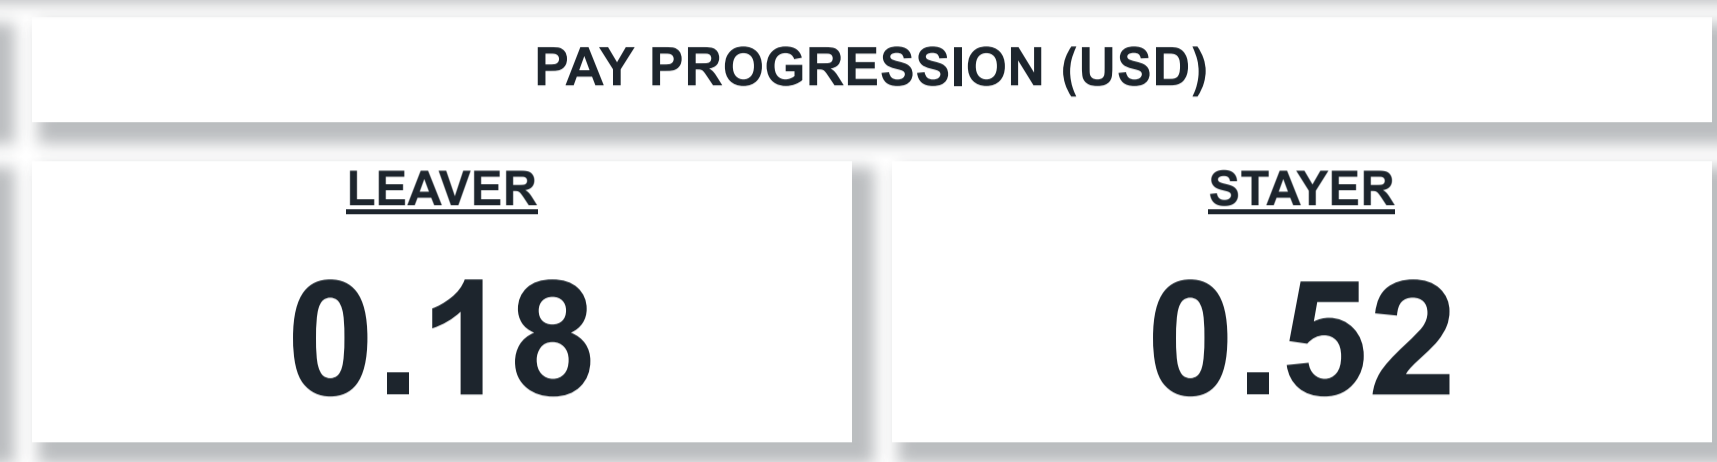 PAY PROGRESSION (USD)
LEAVER
STAYER
0.18
0.52